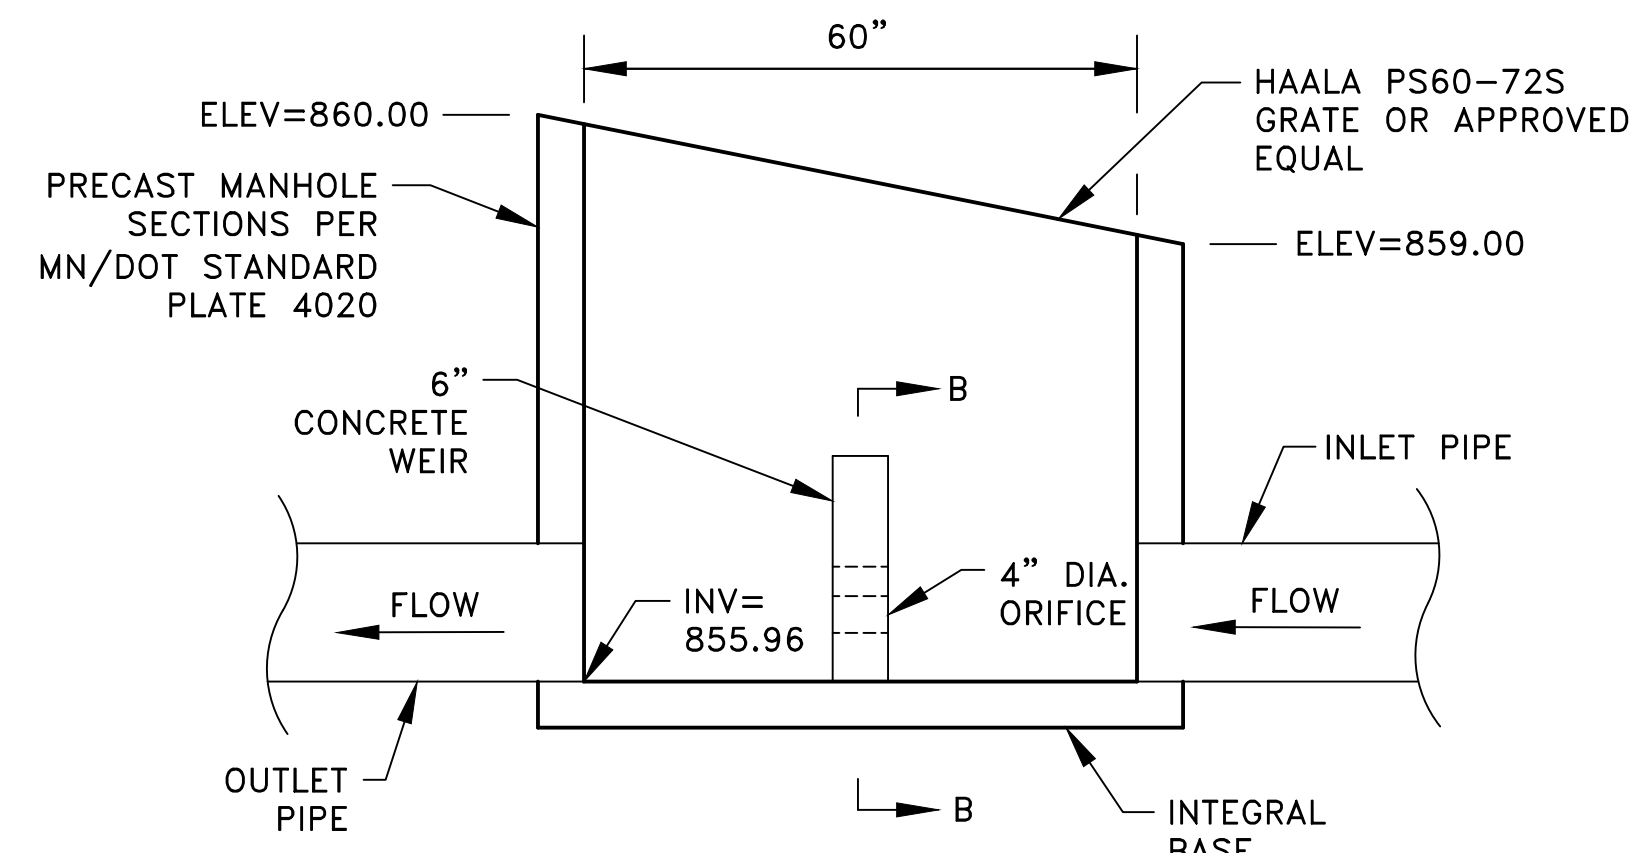 60”
HAALA PS60-72S
GRATE OR APPROVED
EQUAL
ELEV=860.00
PRECAST MANHOLE
SECTIONS PER
MN/DOT STANDARD
PLATE 4020
ELEV=859.00
6”
CONCRETE
WEIR
B
INLET PIPE
4” DIA.
ORIFICE
FLOW
INV=
855.96
FLOW
OUTLET
PIPE
B
INTEGRAL
BASE